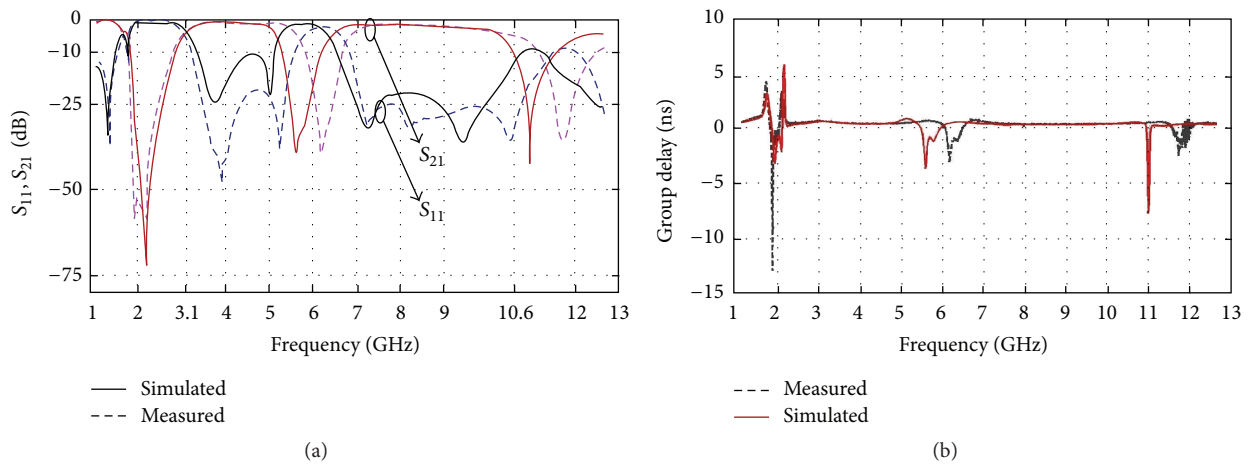 0
−10
−25
−50
−75
S11, S21 (dB)
S21
S11
1 2 3.1 4 5 6 7 8 9 10.6 12 13
Frequency (GHz)
Simulated
Measured
(a)
10
5
0
−5
−10
−15
Group delay (ns)
1 2 3 4 5 6 7 8 9 10 11 12 13
Frequency (GHz)
Measured
Simulated
(b)